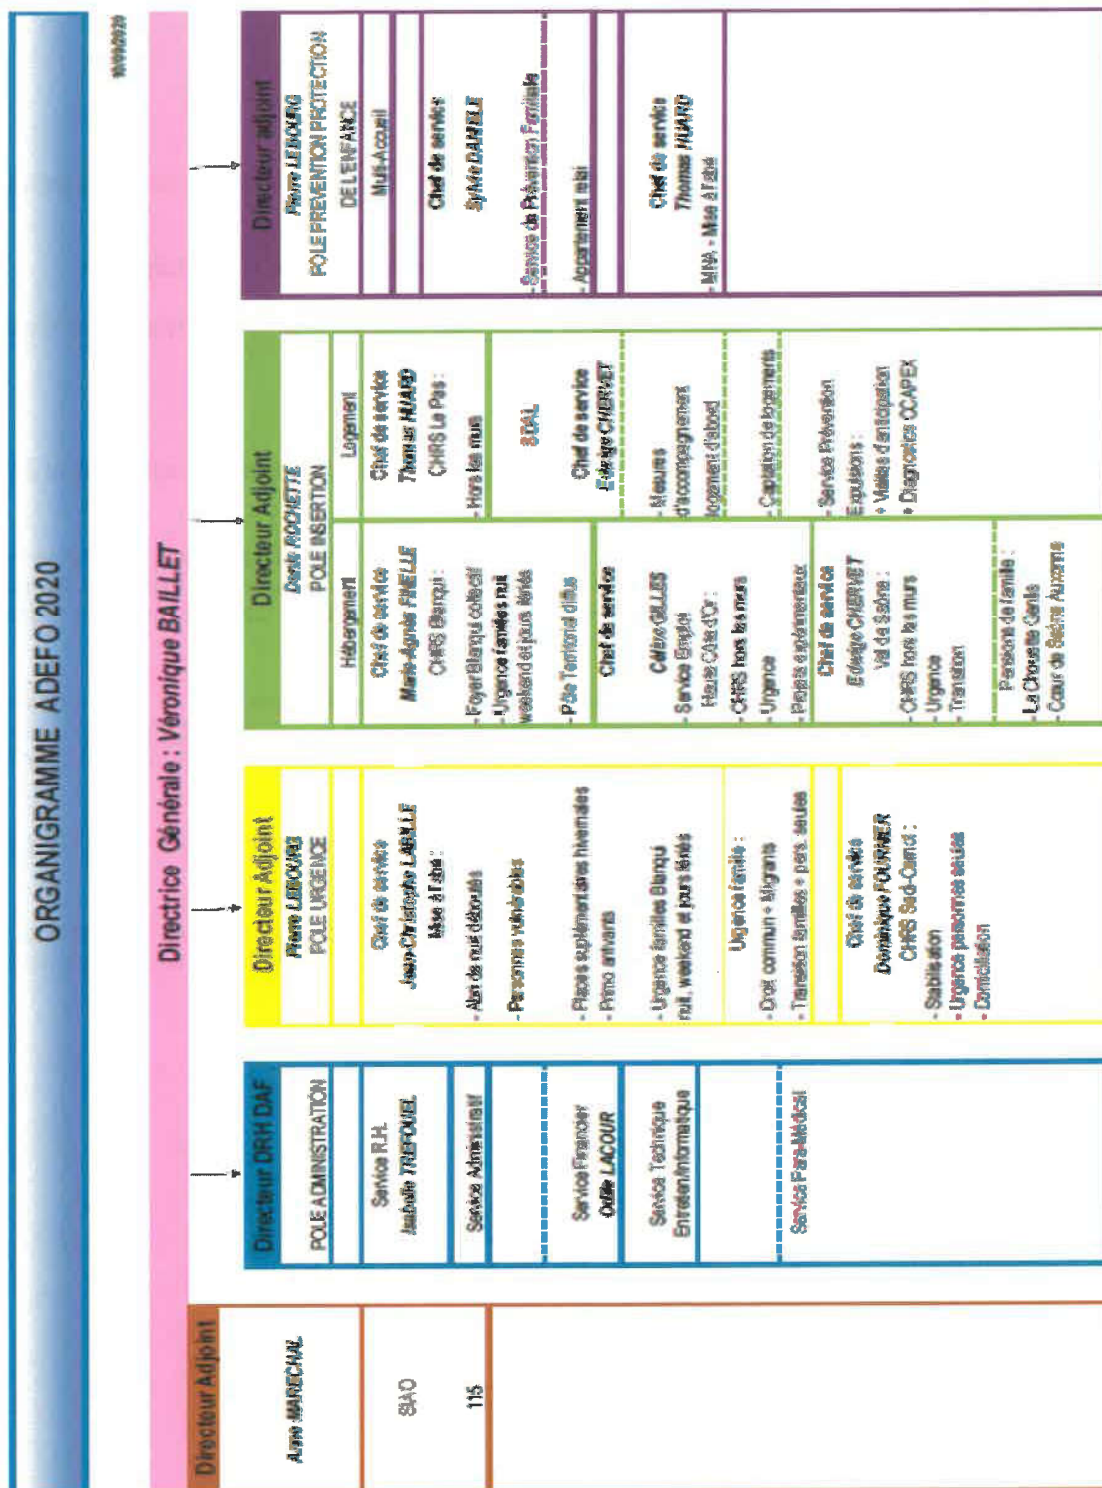 ORGANIGRAMME ADEFO 2020
10/09/2020
Directrice Générale : Véronique BAILLET
Directeur Adjoint
Anne MARECHAL
SIAO
115
Directeur DRH DAF
POLE ADMINISTRATION
Service R.H.
Isabelle TREFOUEL
Service Administratif
Service Financier
Odile LACOUR
Service Technique
Entretien/Informatique
Service Para-Médical
Directeur Adjoint
Pierre LEBOURG
POLE URGENCE
Chef de service
Jean-Christophe LABILLE
Mise à l'abri :
- Abri de nuit déboutés
- Personnes vulnérables
- Places suplémentaires hivernales
- Primo arrivants
- Urgence familles Blanqui
nuit, weekend et jours fériés
Urgence famille :
- Droit commun + Migrants
- Transition familles + pers. seules
Chef de service
Dominique FOURNIER
CHRS Sadi-Carnot :
- Stabilisation
- Urgence personnes seules
- Domiciliation
Directeur Adjoint
Denis ROCHETTE
POLE INSERTION
Hébergement
Chef de service
Marie-Agnès FINELLE
CHRS Blanqui :
- Foyer Blanqui collectif
- Urgence familles nuit
weekend et jours fériés
- Pôle Territorial diffus
Chef de service
GILLES
- Service Emploi
Haute Côte d'Or :
- CHRS hors les murs
- Urgence
- Projets expérimentaux
Chef de service
Edwige CHERVET
Val de Saône :
- CHRS hors les murs
- Urgence
- Transition
Pensions de famille :
- La Chouette Cenlis
- Cœur de Saône Auxonne
Logement
Chef de service
Thomas HUARD
CHRS Le Pas :
- Hors les murs
SDAL
Chef de service
Edwige CHERVET
- Mesures
d'accompagnement
logement d'abord
- Captation de logements
- Service Prévention
Expulsions :
+ Visites d'anticipation
+ Diagnostics CCAPEX
Directeur adjoint
Pierre LEBOURG
POLE PREVENTION PROTECTION
DE L'ENFANCE
Multi-Accueil
Chef de service
Sylvie DANIELE
- Service de Prévention Familiale
- Appartement relai
Chef de service
Thomas HUARD
- MNA - Mise à l'abri